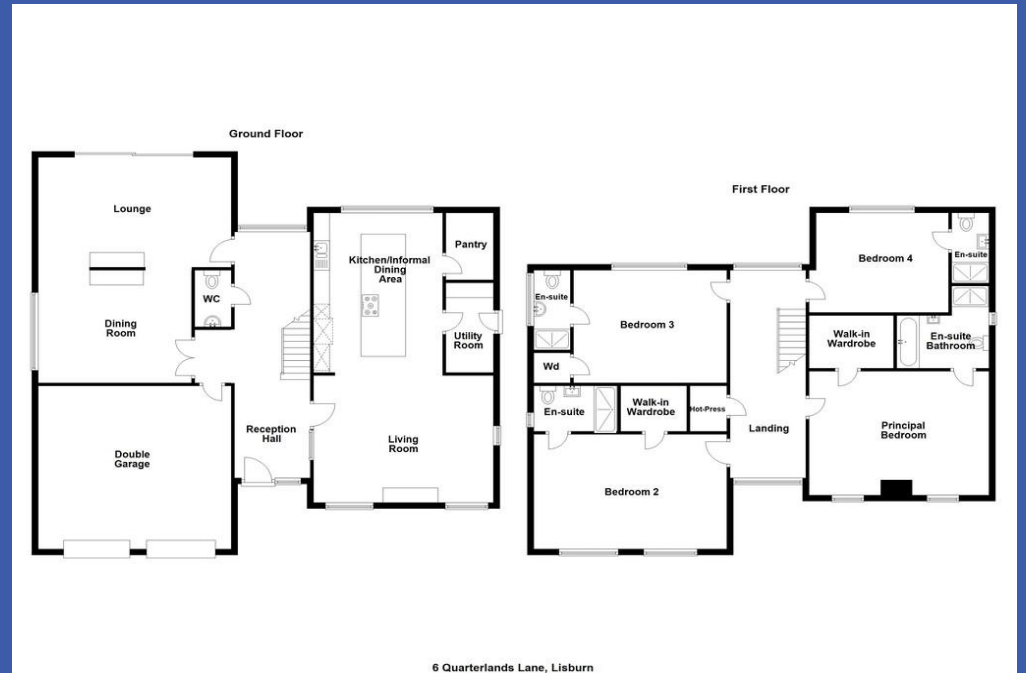 Ground Floor
Lounge
Dining
Room
WC
Kitchen/Informal
Dining
Area
Pantry
Utility
Room
Reception
Hall
Living
Room
Double
Garage
First Floor
En-suite
Bedroom 3
Wd
En-suite
Walk-in
Wardrobe
Hot-Press
Landing
Bedroom 2
Bedroom 4
En-suite
Walk-in
Wardrobe
En-suite
Bathroom
Principal
Bedroom
6 Quarterlands Lane, Lisburn